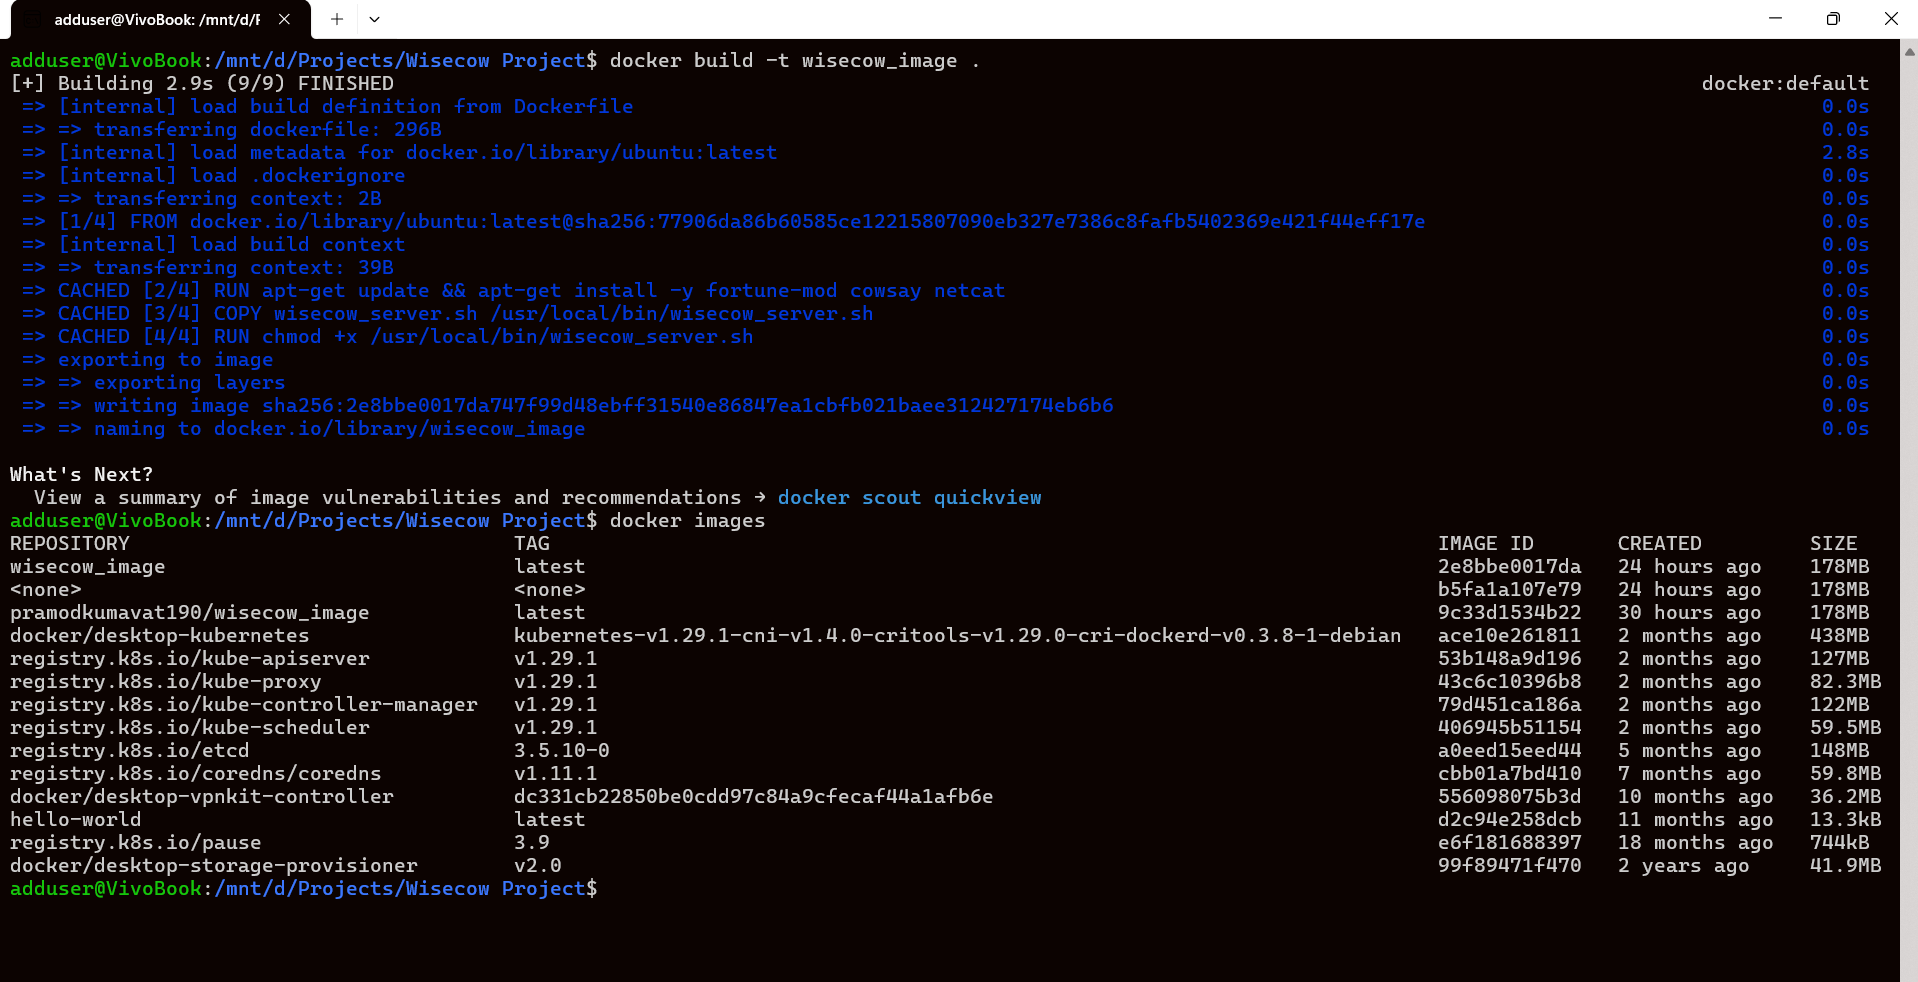 adduser@VivoBook: /mnt/d/F
adduser@VivoBook:/mnt/d/Projects/Wisecow Project$ docker build -t wisecow_image .
[+] Building 2.9s (9/9) FINISHED docker:default
=> [internal] load build definition from Dockerfile 0.0s
=> => transferring dockerfile: 296B 0.0s
=> [internal] load metadata for docker.io/library/ubuntu:latest 2.8s
=> [internal] load .dockerignore 0.0s
=> => transferring context: 2B 0.0s
=> [1/4] FROM docker.io/library/ubuntu:latest@sha256:77906da86b60585ce12215807090eb327e7386c8fafb5402369e421f44eff17e 0.0s
=> [internal] load build context 0.0s
=> => transferring context: 39B 0.0s
=> CACHED [2/4] RUN apt-get update && apt-get install -y fortune-mod cowsay netcat 0.0s
=> CACHED [3/4] COPY wisecow_server.sh /usr/local/bin/wisecow_server.sh 0.0s
=> CACHED [4/4] RUN chmod +x /usr/local/bin/wisecow_server.sh 0.0s
=> exporting to image 0.0s
=> => exporting layers 0.0s
=> => writing image sha256:2e8bbe0017da747f99d48ebff31540e86847ea1cbfb021baee312427174eb6b6 0.0s
=> => naming to docker.io/library/wisecow_image 0.0s
What's Next?
View a summary of image vulnerabilities and recommendations → docker scout quickview
adduser@VivoBook:/mnt/d/Projects/Wisecow Project$ docker images
REPOSITORY TAG IMAGE ID CREATED SIZE
wisecow_image latest 2e8bbe0017da 24 hours ago 178MB
<none> <none> b5fa1a107e79 24 hours ago 178MB
pramodkumavat190/wisecow_image latest 9c33d1534b22 30 hours ago 178MB
docker/desktop-kubernetes kubernetes-v1.29.1-cni-v1.4.0-critools-v1.29.0-cri-dockerd-v0.3.8-1-debian ace10e261811 2 months ago 438MB
registry.k8s.io/kube-apiserver v1.29.1 53b148a9d196 2 months ago 127MB
registry.k8s.io/kube-proxy v1.29.1 43c6c10396b8 2 months ago 82.3MB
registry.k8s.io/kube-controller-manager v1.29.1 79d451ca186a 2 months ago 122MB
registry.k8s.io/kube-scheduler v1.29.1 406945b51154 2 months ago 59.5MB
registry.k8s.io/etcd 3.5.10-0 a0eed15eed44 5 months ago 148MB
registry.k8s.io/coredns/coredns v1.11.1 cbb01a7bd410 7 months ago 59.8MB
docker/desktop-vpnkit-controller dc331cb22850be0cdd97c84a9cfecaf44a1afb6e 556098075b3d 10 months ago 36.2MB
hello-world latest d2c94e258dcb 11 months ago 13.3kB
registry.k8s.io/pause 3.9 e6f181688397 18 months ago 744kB
docker/desktop-storage-provisioner v2.0 99f89471f470 2 years ago 41.9MB
adduser@VivoBook:/mnt/d/Projects/Wisecow Project$